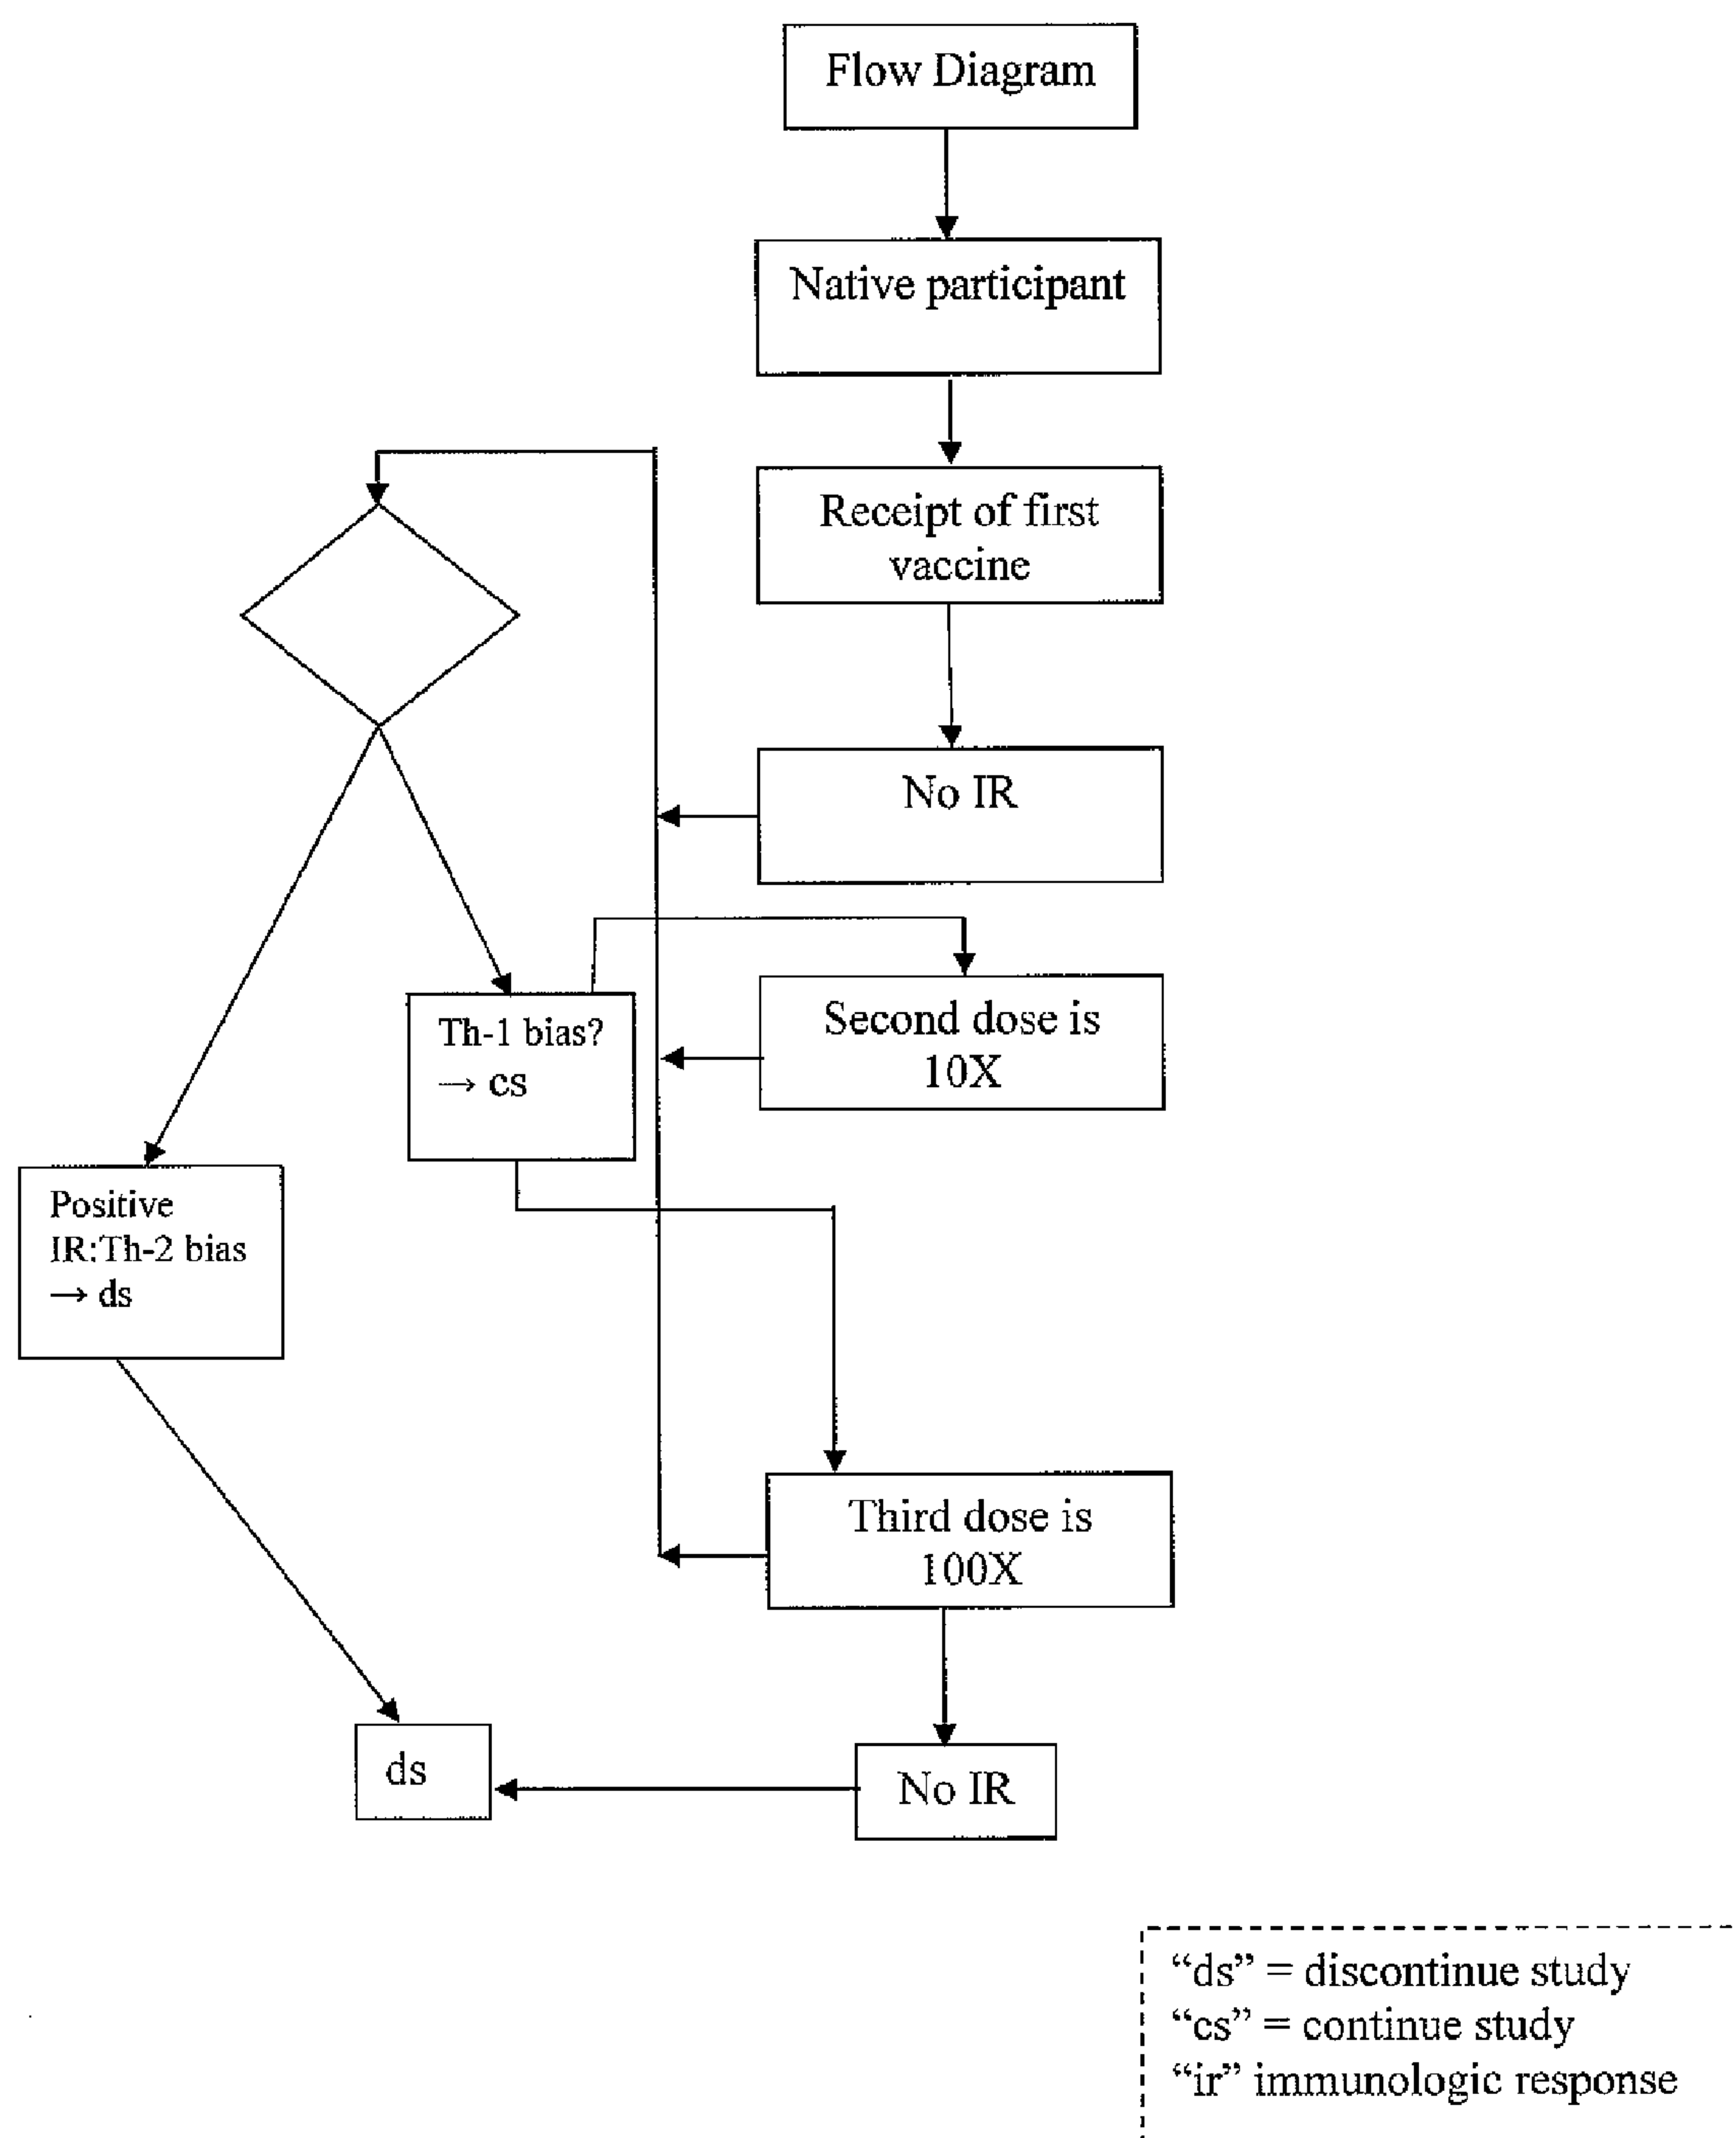 Flow Diagram
Native participant
Receipt of first
vaccine
No IR
Th-1 bias?
→ cs
Second dose is
10X
Positive
IR:Th-2 bias
→ ds
Third dose is
100X
ds
No IR
“ds” = discontinue study
“cs” = continue study
“ir” immunologic response